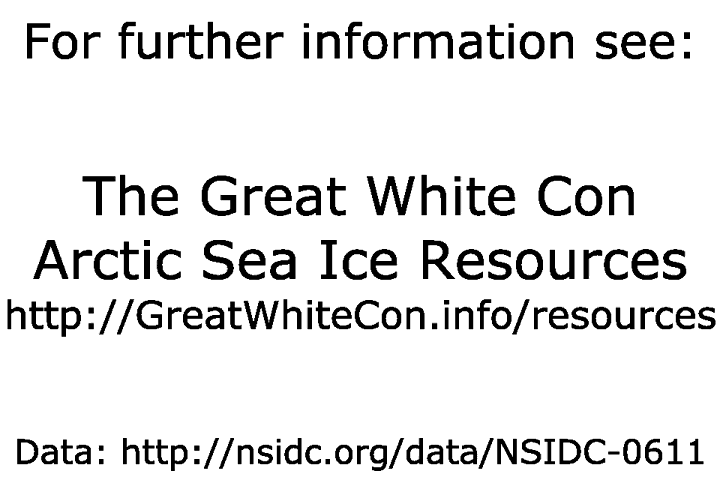 For further information see:
The Great White Con
Arctic Sea Ice Resources
http://GreatWhiteCon.info/resources
Data: http://nsidc.org/data/NSIDC-0611